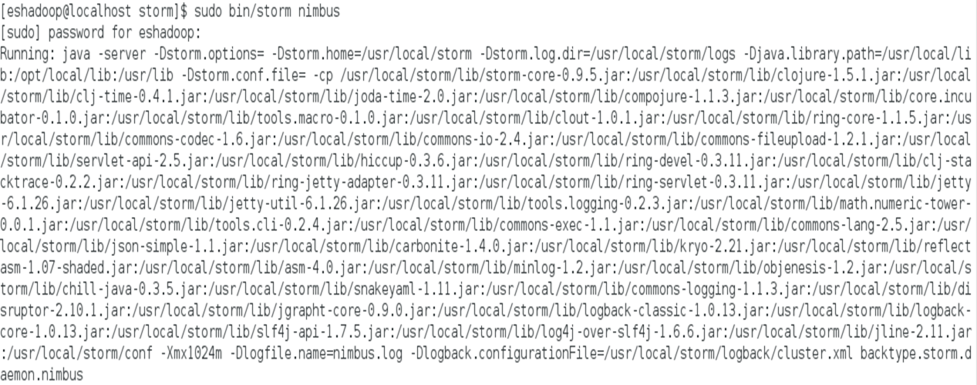 [eshadoop@localhost storm]$ sudo bin/storm nimbus
[sudo] password for eshadoop:
Running: java -server -Dstorm.options= -Dstorm.home=/usr/local/storm -Dstorm.log.dir=/usr/local/storm/logs -Djava.library.path=/usr/local/li
b:/opt/local/lib:/usr/lib -Dstorm.conf.file= -cp /usr/local/storm/lib/storm-core-0.9.5.jar:/usr/local/storm/lib/clojure-1.5.1.jar:/usr/local
/storm/lib/clj-time-0.4.1.jar:/usr/local/storm/lib/joda-time-2.0.jar:/usr/local/storm/lib/compojure-1.1.3.jar:/usr/local/storm/lib/core.incu
bator-0.1.0.jar:/usr/local/storm/lib/tools.macro-0.1.0.jar:/usr/local/storm/lib/clout-1.0.1.jar:/usr/local/storm/lib/ring-core-1.1.5.jar:/us
r/local/storm/lib/commons-codec-1.6.jar:/usr/local/storm/lib/commons-io-2.4.jar:/usr/local/storm/lib/commons-fileupload-1.2.1.jar:/usr/local
/storm/lib/servlet-api-2.5.jar:/usr/local/storm/lib/hiccup-0.3.6.jar:/usr/local/storm/lib/ring-devel-0.3.11.jar:/usr/local/storm/lib/clj-sta
cktrace-0.2.2.jar:/usr/local/storm/lib/ring-jetty-adapter-0.3.11.jar:/usr/local/storm/lib/ring-servlet-0.3.11.jar:/usr/local/storm/lib/jetty
-6.1.26.jar:/usr/local/storm/lib/jetty-util-6.1.26.jar:/usr/local/storm/lib/tools.logging-0.2.3.jar:/usr/local/storm/lib/math.numeric-tower-
0.0.1.jar:/usr/local/storm/lib/tools.cli-0.2.4.jar:/usr/local/storm/lib/commons-exec-1.1.jar:/usr/local/storm/lib/commons-lang-2.5.jar:/usr/
local/storm/lib/json-simple-1.1.jar:/usr/local/storm/lib/carbonite-1.4.0.jar:/usr/local/storm/lib/kryo-2.21.jar:/usr/local/storm/lib/reflect
asm-1.07-shaded.jar:/usr/local/storm/lib/asm-4.0.jar:/usr/local/storm/lib/minlog-1.2.jar:/usr/local/storm/lib/objenesis-1.2.jar:/usr/local/s
torm/lib/chill-java-0.3.5.jar:/usr/local/storm/lib/snakeyaml-1.11.jar:/usr/local/storm/lib/commons-logging-1.1.3.jar:/usr/local/storm/lib/di
sruptor-2.10.1.jar:/usr/local/storm/lib/jgrapht-core-0.9.0.jar:/usr/local/storm/lib/logback-classic-1.0.13.jar:/usr/local/storm/lib/logback-
core-1.0.13.jar:/usr/local/storm/lib/slf4j-api-1.7.5.jar:/usr/local/storm/lib/log4j-over-slf4j-1.6.6.jar:/usr/local/storm/lib/jline-2.11.jar
:/usr/local/storm/conf -Xmx1024m -Dlogfile.name=nimbus.log -Dlogback.configurationFile=/usr/local/storm/logback/cluster.xml backtype.storm.d
aemon.nimbus